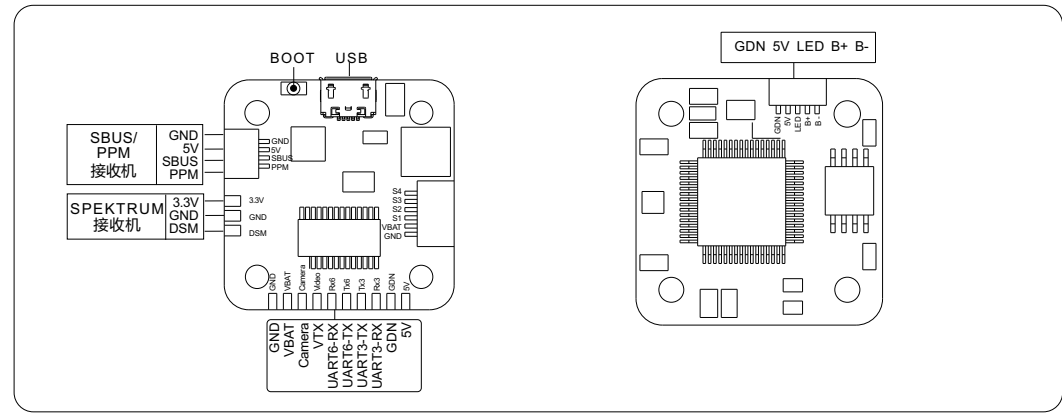 BOOT USB
SBUS/
PPM
接收机
GND
5V
SBUS
PPM
GND
5V
SBUS
PPM
SPEKTRUM
接收机
3.3V
GND
DSM
3.3V
GND
DSM
S4
S3
S2
S1
VBAT
GND
GND
VBAT
Camera
Video
Rx6
Tx6
Tx3
Rx3
GDN
5V
GND
VBAT
Camera
VTX
UART6-RX
UART6-TX
UART3-TX
UART3-RX
GDN
5V
GDN 5V LED B+ B-
GDN
5V
LED
B+
B -